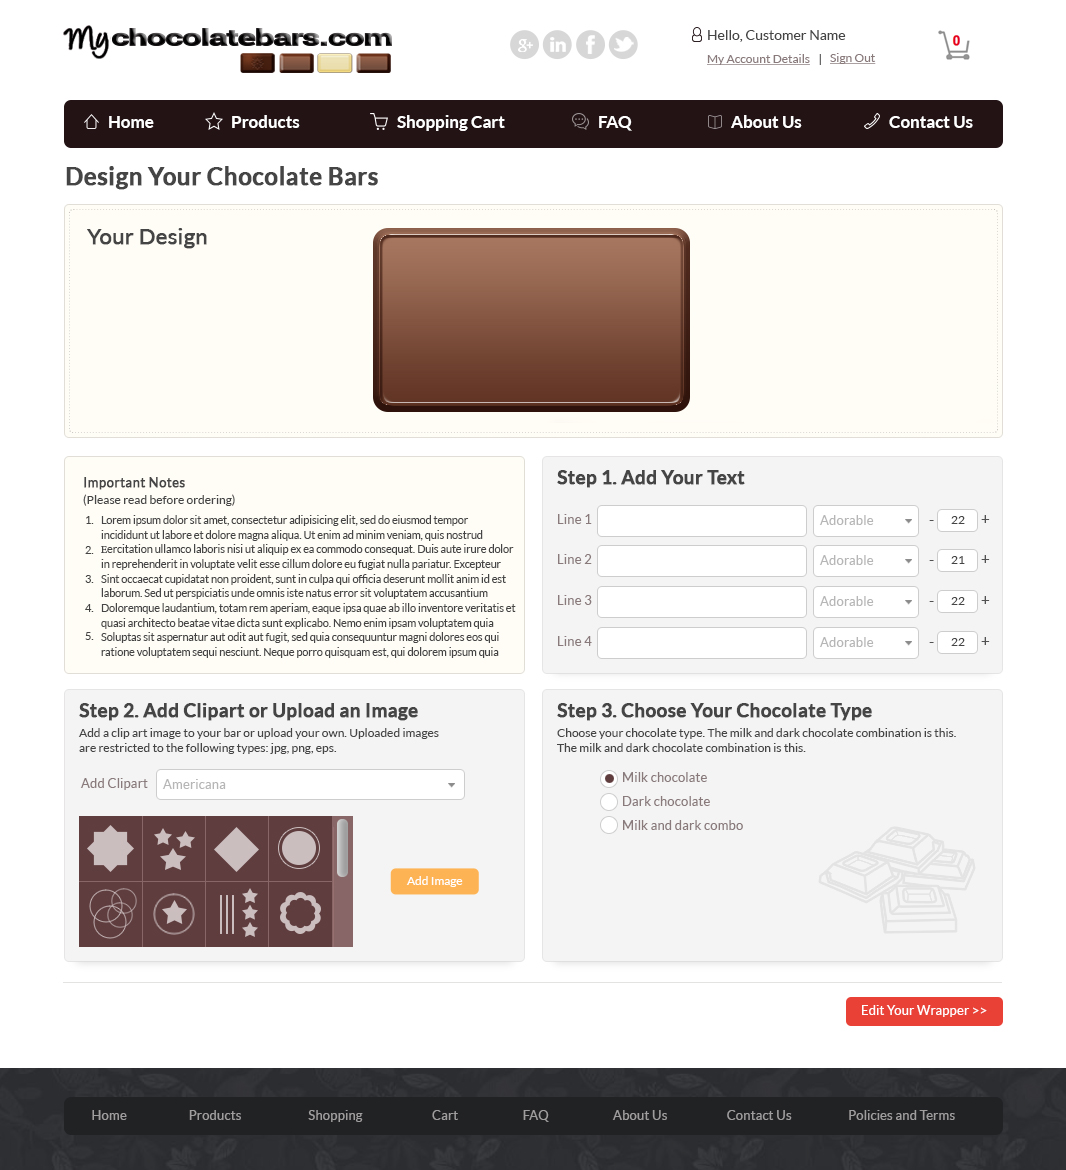 Mychocolatebars.com
g+ in f
Hello, Customer Name
My Account Details | Sign Out
0
Home Products Shopping Cart FAQ About Us Contact Us
Design Your Chocolate Bars
Your Design
Important Notes
(Please read before ordering)
1. Lorem ipsum dolor sit amet, consectetur adipisicing elit, sed do eiusmod tempor
incididunt ut labore et dolore magna aliqua. Ut enim ad minim veniam, quis nostrud
2. Eercitation ullamco laboris nisi ut aliquip ex ea commodo consequat. Duis aute irure dolor
in reprehenderit in voluptate velit esse cillum dolore eu fugiat nulla pariatur. Excepteur
3. Sint occaecat cupidatat non proident, sunt in culpa qui officia deserunt mollit anim id est
laborum. Sed ut perspiciatis unde omnis iste natus error sit voluptatem accusantium
4. Doloremque laudantium, totam rem aperiam, eaque ipsa quae ab illo inventore veritatis et
quasi architecto beatae vitae dicta sunt explicabo. Nemo enim ipsam voluptatem quia
5. Soluptas sit aspernatur aut odit aut fugit, sed quia consequuntur magni dolores eos qui
ratione voluptatem sequi nesciunt. Neque porro quisquam est, qui dolorem ipsum quia
Step 1. Add Your Text
Line 1 Adorable - 22 +
Line 2 Adorable - 21 +
Line 3 Adorable - 22 +
Line 4 Adorable - 22 +
Step 2. Add Clipart or Upload an Image
Add a clip art image to your bar or upload your own. Uploaded images
are restricted to the following types: jpg, png, eps.
Add Clipart Americana
Add Image
Step 3. Choose Your Chocolate Type
Choose your chocolate type. The milk and dark chocolate combination is this.
The milk and dark chocolate combination is this.
Milk chocolate
Dark chocolate
Milk and dark combo
Edit Your Wrapper >>
Home Products Shopping Cart FAQ About Us Contact Us Policies and Terms